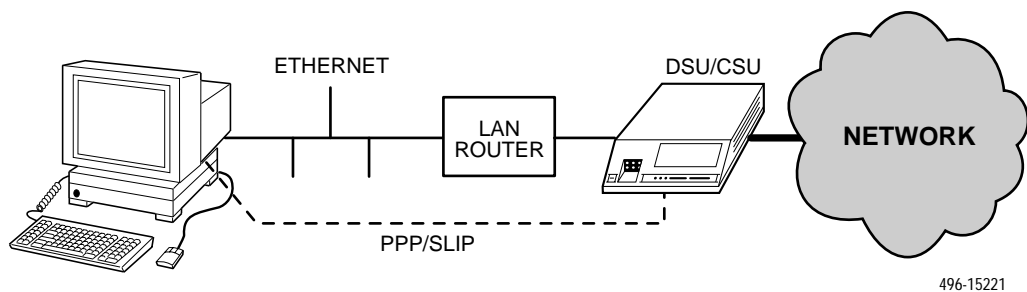 ETHERNET
DSU/CSU
LAN
ROUTER
NETWORK
PPP/SLIP
496-15221